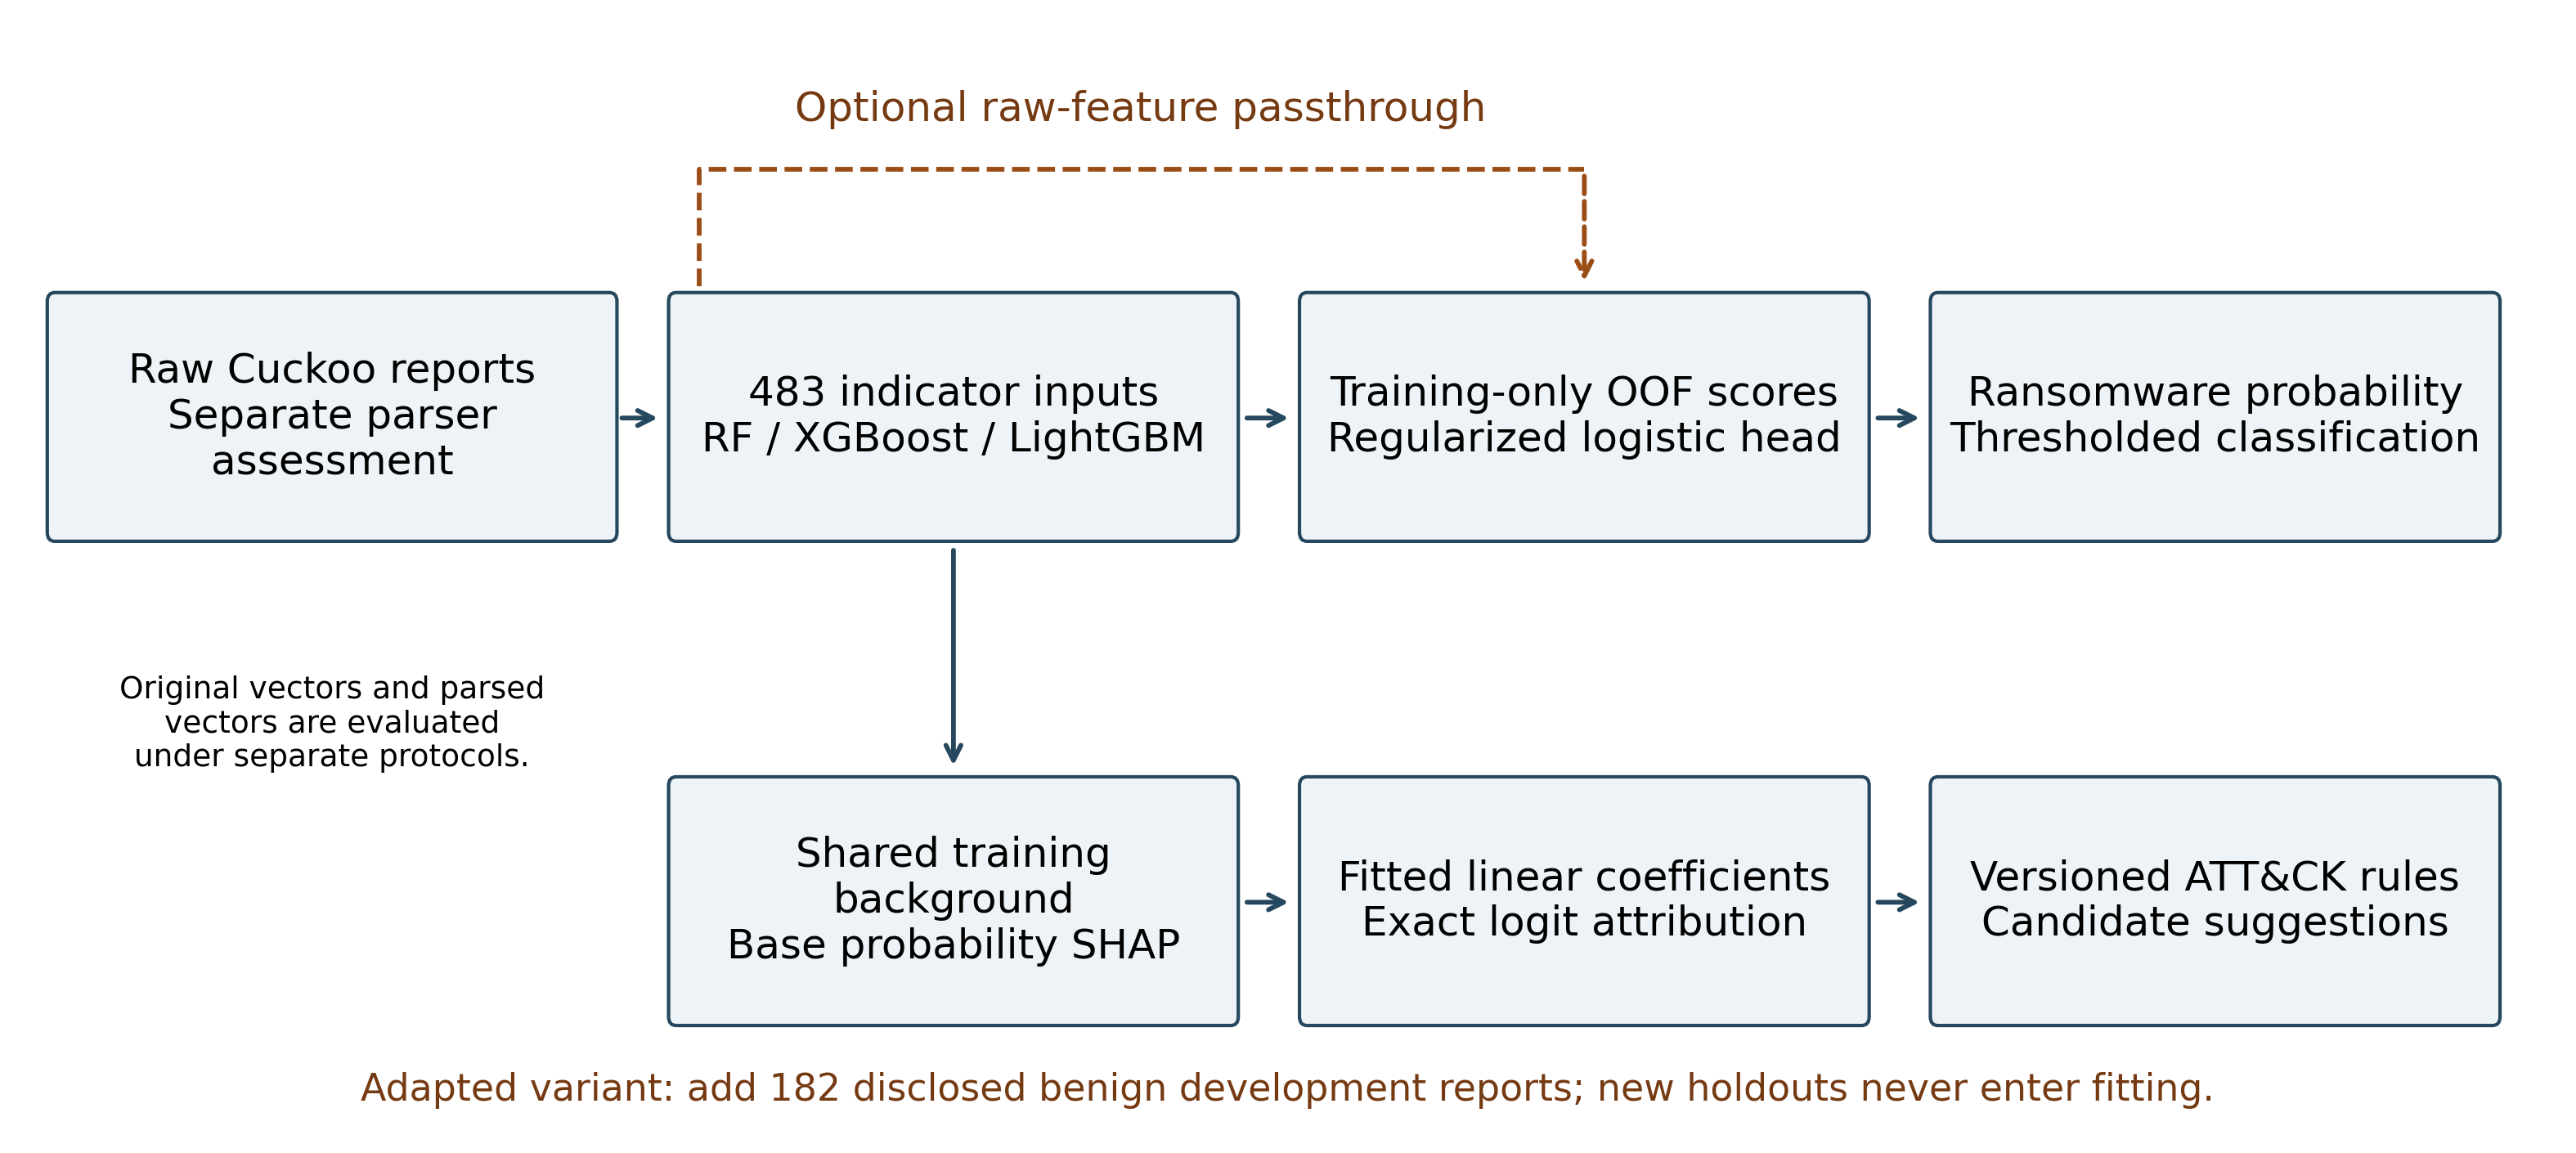 Optional raw-feature passthrough
Raw Cuckoo reports
Separate parser
assessment
483 indicator inputs
RF / XGBoost / LightGBM
Training-only OOF scores
Regularized logistic head
Ransomware probability
Thresholded classification
Original vectors and parsed
vectors are evaluated
under separate protocols.
Shared training
background
Base probability SHAP
Fitted linear coefficients
Exact logit attribution
Versioned ATT&CK rules
Candidate suggestions
Adapted variant: add 182 disclosed benign development reports; new holdouts never enter fitting.